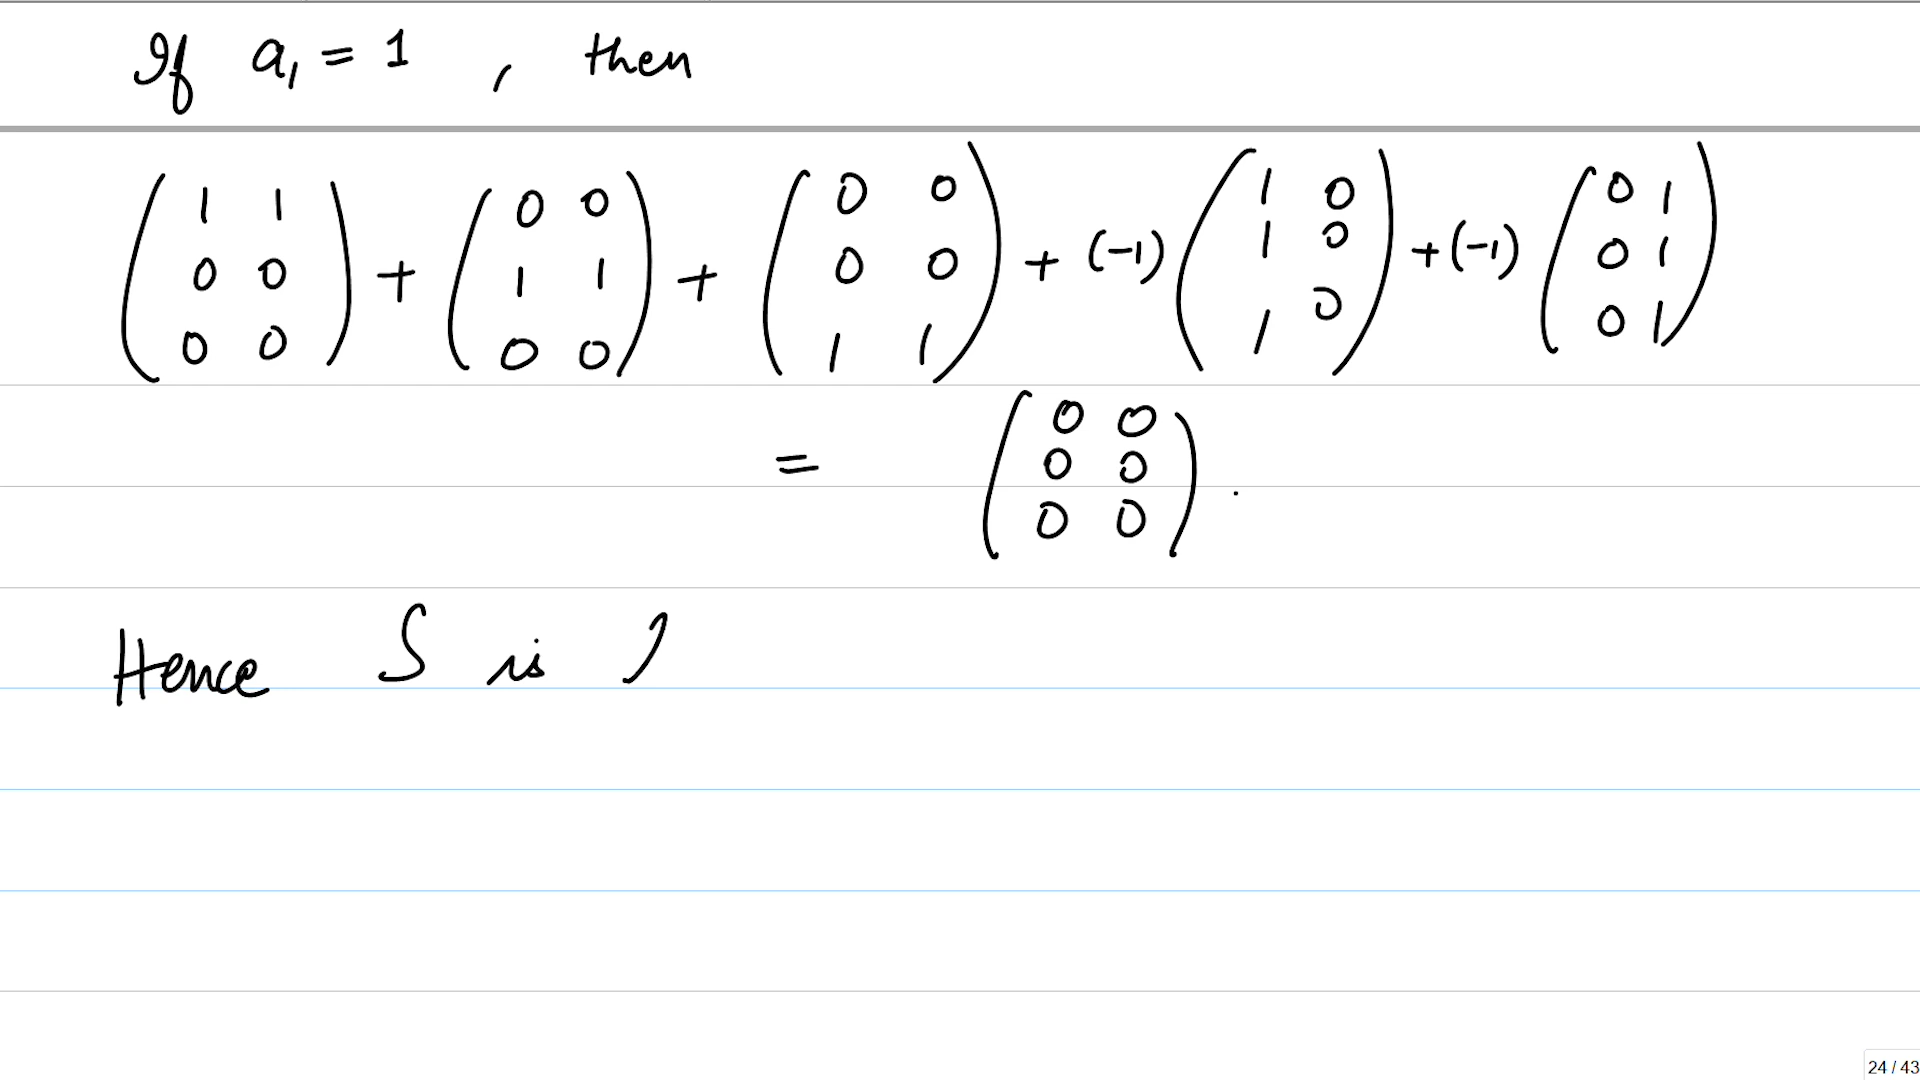 If a₁ = 1 , then
(1 1; 0 0; 0 0) + (0 0; 1 1; 0 0) + (0 0; 0 0; 1 1) + (-1) (1 0; 1 0; 1 0) + (-1) (0 1; 0 1; 0 1)
= (0 0; 0 0; 0 0).
Hence S is
24 / 43